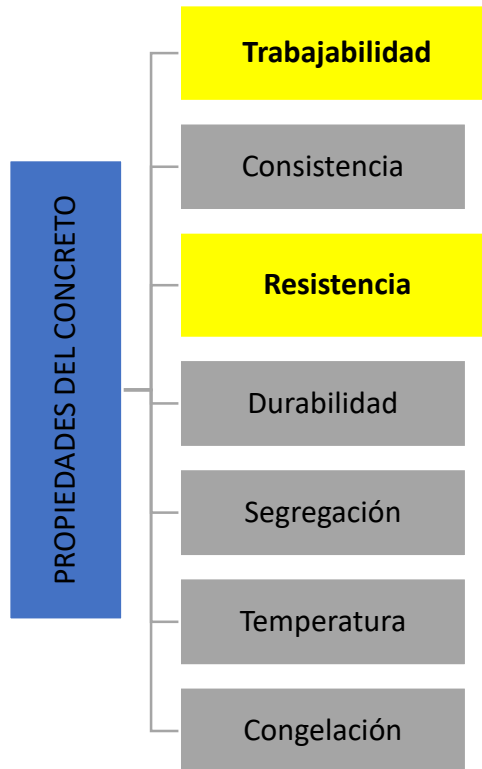 PROPIEDADES DEL CONCRETO
Trabajabilidad
Consistencia
Resistencia
Durabilidad
Segregación
Temperatura
Congelación